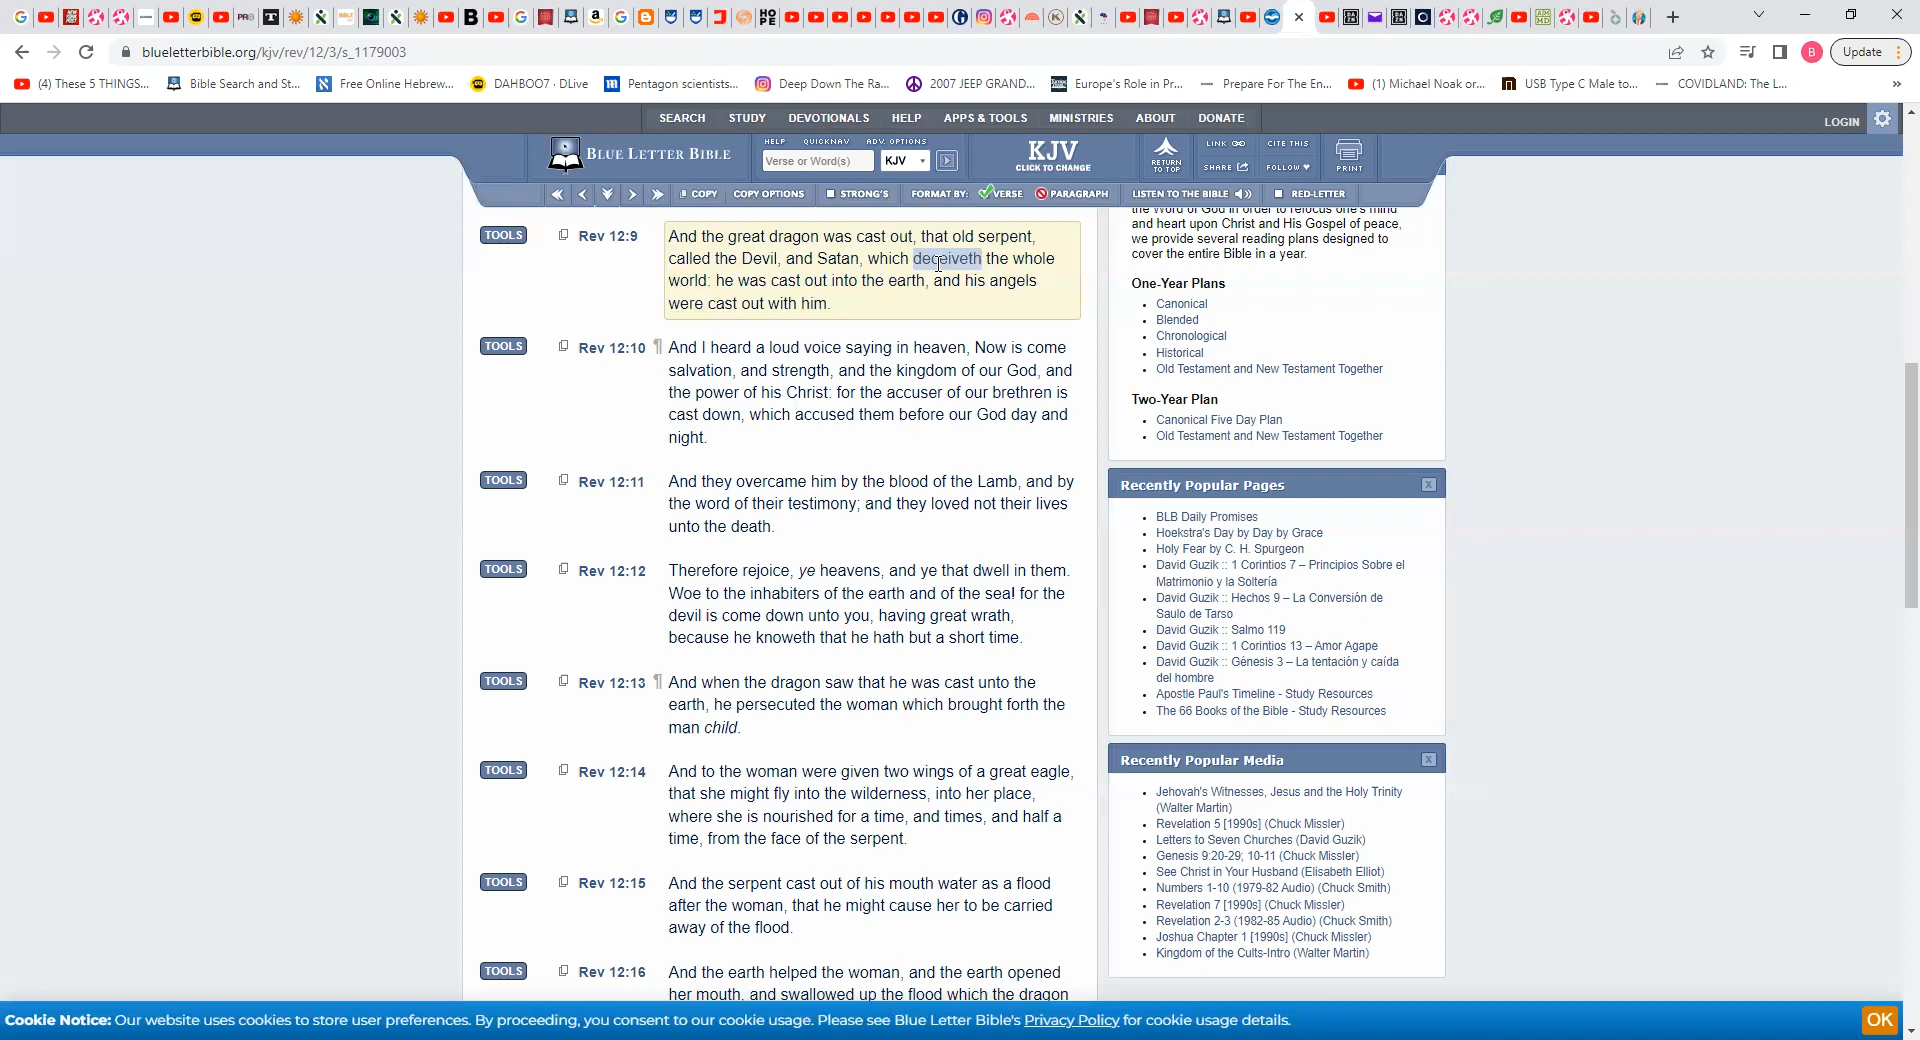 blueletterbible.org/kjv/rev/12/3/s_1179003
B
Update
(4) These 5 THINGS...
Bible Search and St...
Free Online Hebrew...
DAHBOO7 · DLive
Pentagon scientists...
Deep Down The Ra...
2007 JEEP GRAND...
Europe's Role in Pr...
Prepare For The En...
(1) Michael Noak or...
USB Type C Male to...
COVIDLAND: The L...
»
SEARCH STUDY DEVOTIONALS HELP APPS & TOOLS MINISTRIES ABOUT DONATE
LOGIN
BLUE LETTER BIBLE
HELP QUICKNAV ADV. OPTIONS
Verse or Word(s)
KJV
KJV
CLICK TO CHANGE
RETURN
TO TOP
LINK
SHARE
CITE THIS
FOLLOW
PRINT
COPY COPY OPTIONS STRONG'S FORMAT BY: VERSE PARAGRAPH LISTEN TO THE BIBLE RED-LETTER
TOOLS
Rev 12:9
And the great dragon was cast out, that old serpent,
called the Devil, and Satan, which deceiveth the whole
world: he was cast out into the earth, and his angels
were cast out with him.
TOOLS
Rev 12:10 ¶
And I heard a loud voice saying in heaven, Now is come
salvation, and strength, and the kingdom of our God, and
the power of his Christ: for the accuser of our brethren is
cast down, which accused them before our God day and
night.
TOOLS
Rev 12:11
And they overcame him by the blood of the Lamb, and by
the word of their testimony; and they loved not their lives
unto the death.
TOOLS
Rev 12:12
Therefore rejoice, ye heavens, and ye that dwell in them.
Woe to the inhabiters of the earth and of the sea! for the
devil is come down unto you, having great wrath,
because he knoweth that he hath but a short time.
TOOLS
Rev 12:13 ¶
And when the dragon saw that he was cast unto the
earth, he persecuted the woman which brought forth the
man child.
TOOLS
Rev 12:14
And to the woman were given two wings of a great eagle,
that she might fly into the wilderness, into her place,
where she is nourished for a time, and times, and half a
time, from the face of the serpent.
TOOLS
Rev 12:15
And the serpent cast out of his mouth water as a flood
after the woman, that he might cause her to be carried
away of the flood.
TOOLS
Rev 12:16
And the earth helped the woman, and the earth opened
her mouth, and swallowed up the flood which the dragon
the Word of God in order to refocus one's mind
and heart upon Christ and His Gospel of peace,
we provide several reading plans designed to
cover the entire Bible in a year.
One-Year Plans
Canonical
Blended
Chronological
Historical
Old Testament and New Testament Together
Two-Year Plan
Canonical Five Day Plan
Old Testament and New Testament Together
Recently Popular Pages
BLB Daily Promises
Hoekstra's Day by Day by Grace
Holy Fear by C. H. Spurgeon
David Guzik :: 1 Corintios 7 – Principios Sobre el
Matrimonio y la Soltería
David Guzik :: Hechos 9 – La Conversión de
Saulo de Tarso
David Guzik :: Salmo 119
David Guzik :: 1 Corintios 13 – Amor Agape
David Guzik :: Génesis 3 – La tentación y caída
del hombre
Apostle Paul's Timeline - Study Resources
The 66 Books of the Bible - Study Resources
Recently Popular Media
Jehovah's Witnesses, Jesus and the Holy Trinity
(Walter Martin)
Revelation 5 [1990s] (Chuck Missler)
Letters to Seven Churches (David Guzik)
Genesis 9:20-29; 10-11 (Chuck Missler)
See Christ in Your Husband (Elisabeth Elliot)
Numbers 1-10 (1979-82 Audio) (Chuck Smith)
Revelation 7 [1990s] (Chuck Missler)
Revelation 2-3 (1982-85 Audio) (Chuck Smith)
Joshua Chapter 1 [1990s] (Chuck Missler)
Kingdom of the Cults-Intro (Walter Martin)
Cookie Notice: Our website uses cookies to store user preferences. By proceeding, you consent to our cookie usage. Please see Blue Letter Bible's Privacy Policy for cookie usage details.
OK